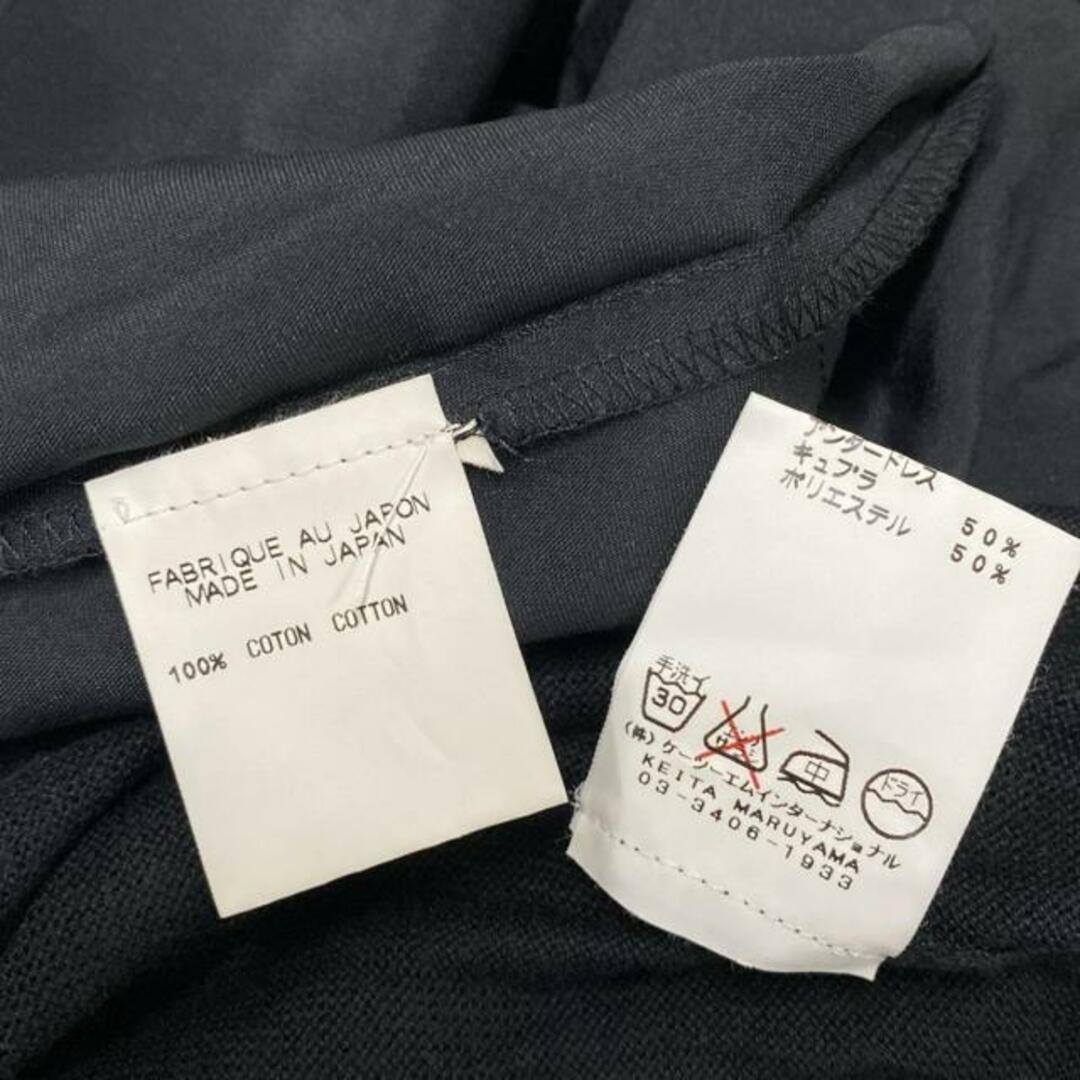 FABRIQUE AU JAPON
MADE IN JAPAN
100% COTON COTTON
アンダードレス
キュプラ 50%
ポリエステル 50%
手洗イ
30
中
ドライ
(株)ケーツーエムインターナショナル
KEITA MARUYAMA
03-3406-1933